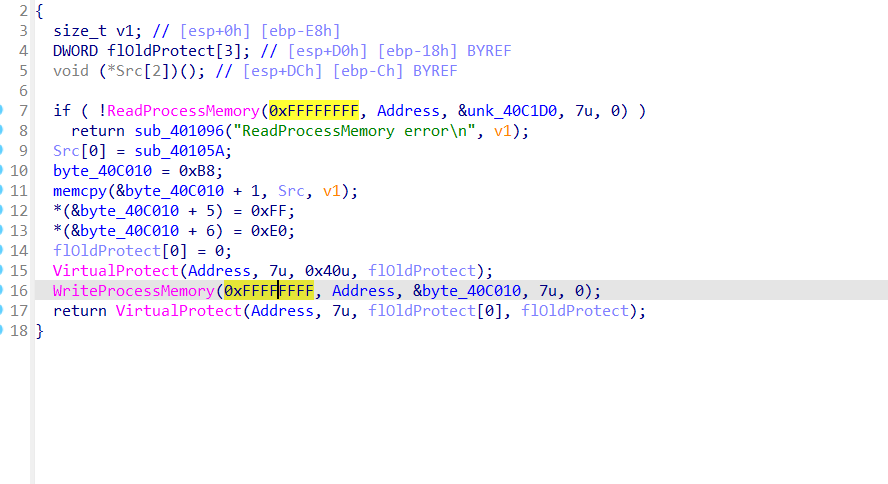 2 {
3 size_t v1; // [esp+0h] [ebp-E8h]
4 DWORD flOldProtect[3]; // [esp+D0h] [ebp-18h] BYREF
5 void (*Src[2])(); // [esp+DCh] [ebp-Ch] BYREF
6
7 if ( !ReadProcessMemory(0xFFFFFFFF, Address, &unk_40C1D0, 7u, 0) )
8 return sub_401096("ReadProcessMemory error\n", v1);
9 Src[0] = sub_40105A;
10 byte_40C010 = 0xB8;
11 memcpy(&byte_40C010 + 1, Src, v1);
12 *(&byte_40C010 + 5) = 0xFF;
13 *(&byte_40C010 + 6) = 0xE0;
14 flOldProtect[0] = 0;
15 VirtualProtect(Address, 7u, 0x40u, flOldProtect);
16 WriteProcessMemory(0xFFFFFFFF, Address, &byte_40C010, 7u, 0);
17 return VirtualProtect(Address, 7u, flOldProtect[0], flOldProtect);
18 }